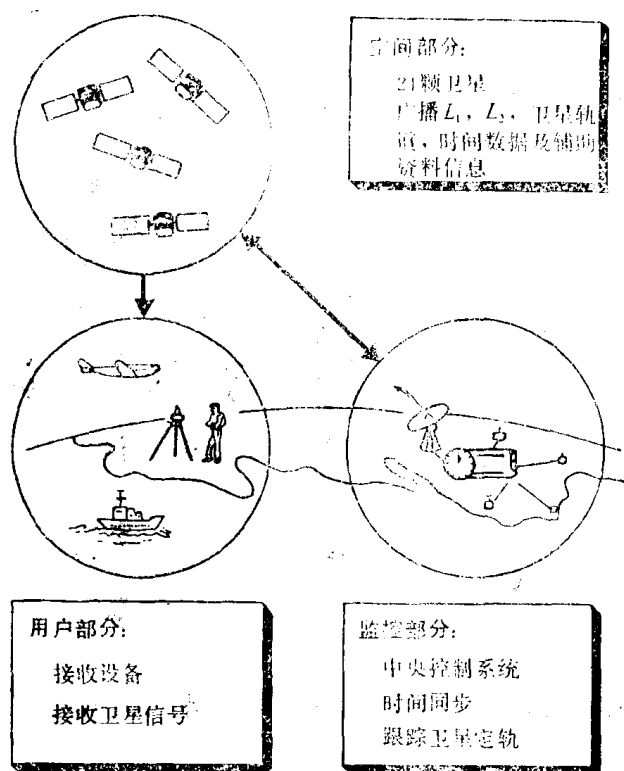 空间部分:
21颗卫星
广播L₁, L₂, 卫星轨
道, 时间数据及辅助
资料信息
用户部分:
接收设备
接收卫星信号
监控部分:
中央控制系统
时间同步
跟踪卫星定轨